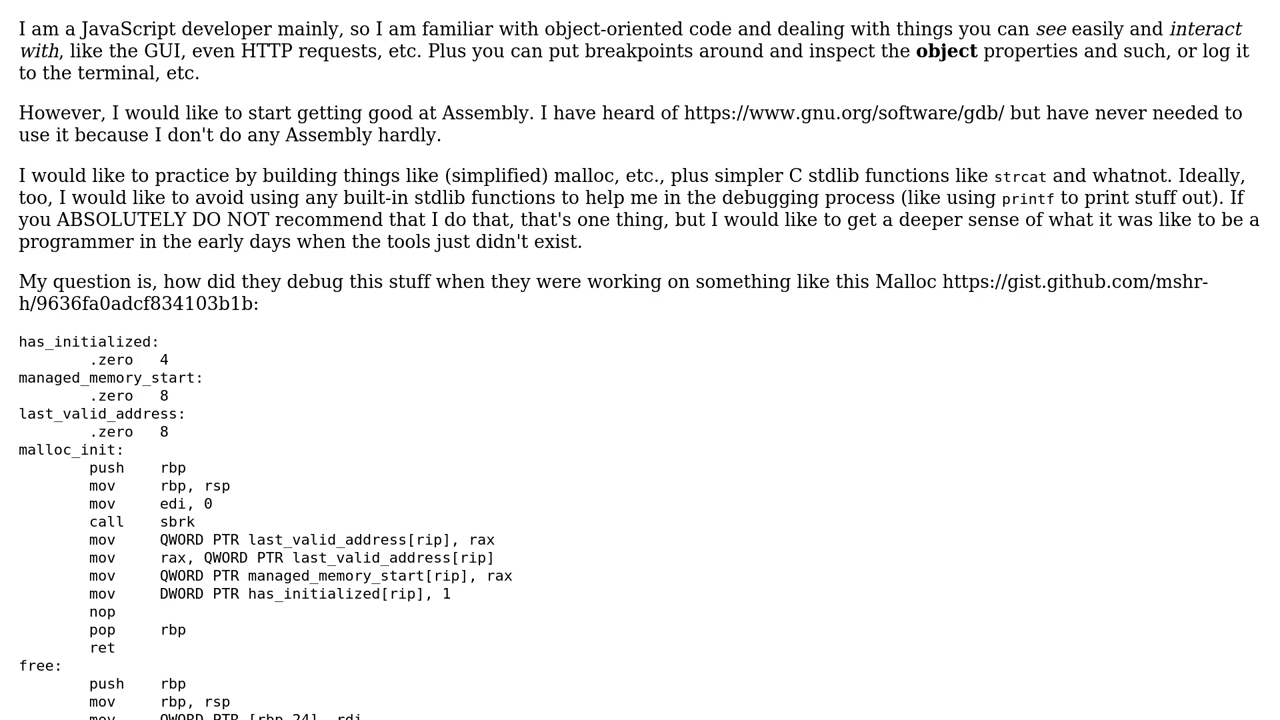 I am a JavaScript developer mainly, so I am familiar with object-oriented code and dealing with things you can see easily and interact
with, like the GUI, even HTTP requests, etc. Plus you can put breakpoints around and inspect the object properties and such, or log it
to the terminal, etc.
However, I would like to start getting good at Assembly. I have heard of https://www.gnu.org/software/gdb/ but have never needed to
use it because I don't do any Assembly hardly.
I would like to practice by building things like (simplified) malloc, etc., plus simpler C stdlib functions like strcat and whatnot. Ideally,
too, I would like to avoid using any built-in stdlib functions to help me in the debugging process (like using printf to print stuff out). If
you ABSOLUTELY DO NOT recommend that I do that, that's one thing, but I would like to get a deeper sense of what it was like to be a
programmer in the early days when the tools just didn't exist.
My question is, how did they debug this stuff when they were working on something like this Malloc https://gist.github.com/mshr-
h/9636fa0adcf834103b1b:
has_initialized:
        .zero   4
managed_memory_start:
        .zero   8
last_valid_address:
        .zero   8
malloc_init:
        push    rbp
        mov     rbp, rsp
        mov     edi, 0
        call    sbrk
        mov     QWORD PTR last_valid_address[rip], rax
        mov     rax, QWORD PTR last_valid_address[rip]
        mov     QWORD PTR managed_memory_start[rip], rax
        mov     DWORD PTR has_initialized[rip], 1
        nop
        pop     rbp
        ret
free:
        push    rbp
        mov     rbp, rsp
        mov     QWORD PTR [rbp-24], rdi